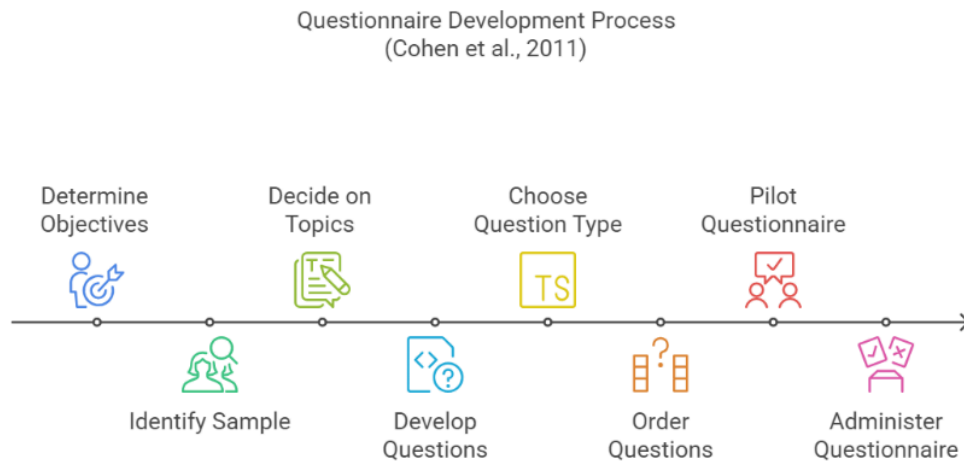 Questionnaire Development Process
(Cohen et al., 2011)
Determine
Objectives
Identify Sample
Decide on
Topics
T
Develop
Questions
<>
?
Choose
Question Type
TS
Order
Questions
?
Pilot
Questionnaire
Administer
Questionnaire